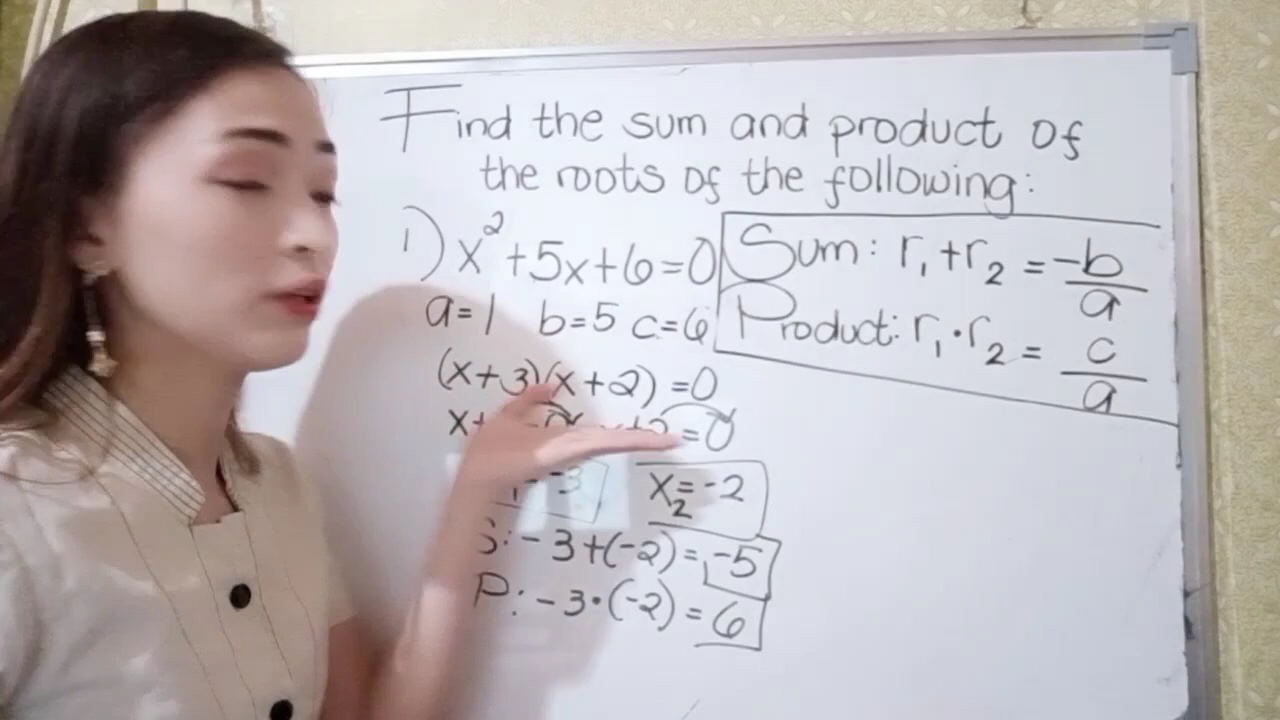 Find the sum and product of
the roots of the following:
1) x² + 5x + 6 = 0
a = 1 b = 5 c = 6
(x + 3)(x + 2) = 0
x+ = 0
= -3 x₂ = -2
S: -3 + (-2) = -5
P: -3 · (-2) = 6
Sum: r₁ + r₂ = -b/a
Product: r₁ · r₂ = c/a